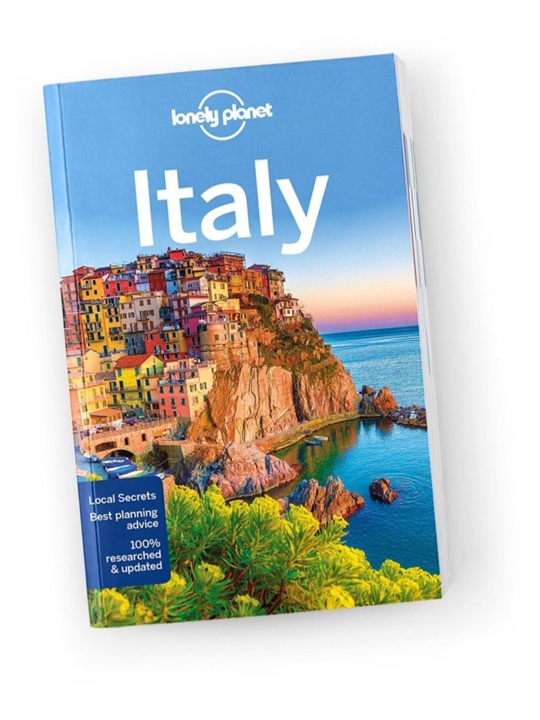 lonely planet
Italy
Local Secrets
Best planning
advice
100%
researched
& updated